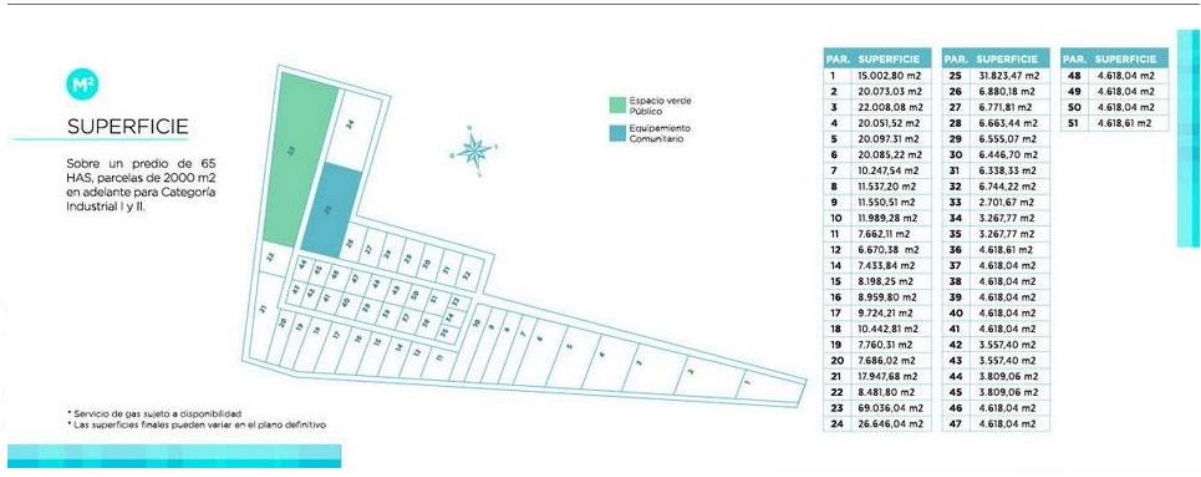 M²
SUPERFICIE
Sobre un predio de 65
HAS, parcelas de 2000 m2
en adelante para Categoría
Industrial I y II.
* Servicio de gas sujeto a disponibilidad
* Las superficies finales pueden variar en el plano definitivo
Espacio verde
Público
Equipamiento
Comunitario
PAR. SUPERFICIE
1 15.002,80 m2
2 20.073,03 m2
3 22.008,08 m2
4 20.051,52 m2
5 20.097.31 m2
6 20.085,22 m2
7 10.247,54 m2
8 11.537,20 m2
9 11.550,51 m2
10 11.989,28 m2
11 7.662,11 m2
12 6.670,38 m2
14 7.433,84 m2
15 8.198,25 m2
16 8.959,80 m2
17 9.724,21 m2
18 10.442,81 m2
19 7.760,31 m2
20 7.686,02 m2
21 17.947,68 m2
22 8.481,80 m2
23 69.036,04 m2
24 26.646,04 m2
PAR. SUPERFICIE
25 31.823,47 m2
26 6.880,18 m2
27 6.771,81 m2
28 6.663,44 m2
29 6.555,07 m2
30 6.446,70 m2
31 6.338,33 m2
32 6.744,22 m2
33 2.701,67 m2
34 3.267,77 m2
35 3.267,77 m2
36 4.618,61 m2
37 4.618,04 m2
38 4.618,04 m2
39 4.618,04 m2
40 4.618,04 m2
41 4.618,04 m2
42 3.557,40 m2
43 3.557,40 m2
44 3.809,06 m2
45 3.809,06 m2
46 4.618,04 m2
47 4.618,04 m2
PAR. SUPERFICIE
48 4.618,04 m2
49 4.618,04 m2
50 4.618,04 m2
51 4.618,61 m2